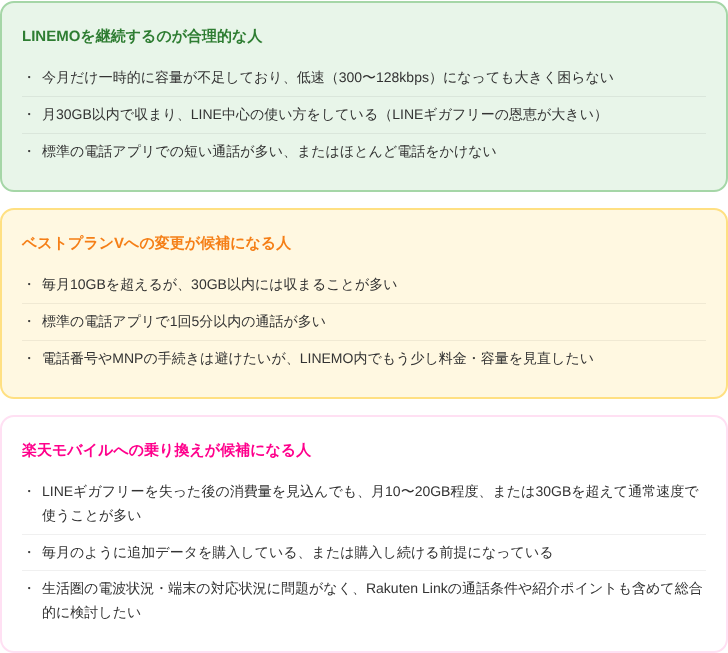 LINEMOを継続するのが合理的な人
・ 今月だけ一時的に容量が不足しており、低速（300〜128kbps）になっても大きく困らない
・ 月30GB以内で収まり、LINE中心の使い方をしている（LINEギガフリーの恩恵が大きい）
・ 標準の電話アプリでの短い通話が多い、またはほとんど電話をかけない
ベストプランVへの変更が候補になる人
・ 毎月10GBを超えるが、30GB以内には収まることが多い
・ 標準の電話アプリで1回5分以内の通話が多い
・ 電話番号やMNPの手続きは避けたいが、LINEMO内でもう少し料金・容量を見直したい
楽天モバイルへの乗り換えが候補になる人
・ LINEギガフリーを失った後の消費量を見込んでも、月10〜20GB程度、または30GBを超えて通常速度で
使うことが多い
・ 毎月のように追加データを購入している、または購入し続ける前提になっている
・ 生活圏の電波状況・端末の対応状況に問題がなく、Rakuten Linkの通話条件や紹介ポイントも含めて総合
的に検討したい